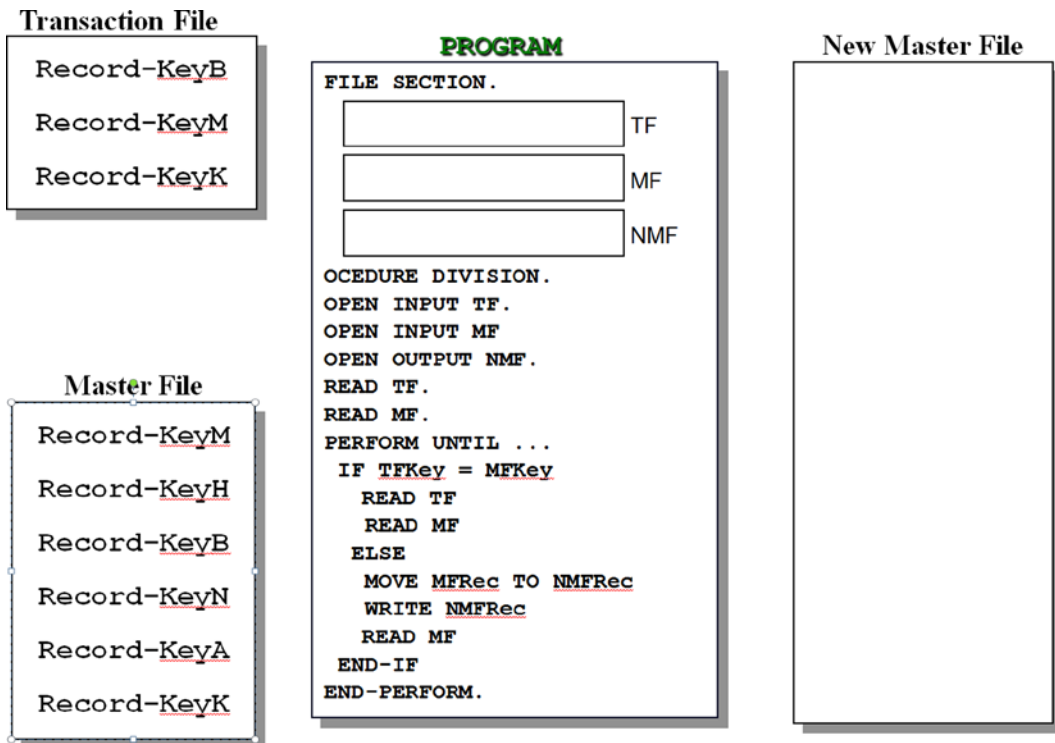 Transaction File
Record-KeyB
Record-KeyM
Record-KeyK
Master File
Record-KeyM
Record-KeyH
Record-KeyB
Record-KeyN
Record-KeyA
Record-KeyK
PROGRAM
FILE SECTION.
TF
MF
NMF
OCEDURE DIVISION.
OPEN INPUT TF.
OPEN INPUT MF
OPEN OUTPUT NMF.
READ TF.
READ MF.
PERFORM UNTIL ...
IF TFKey = MFKey
READ TF
READ MF
ELSE
MOVE MFRec TO NMFRec
WRITE NMFRec
READ MF
END-IF
END-PERFORM.
New Master File